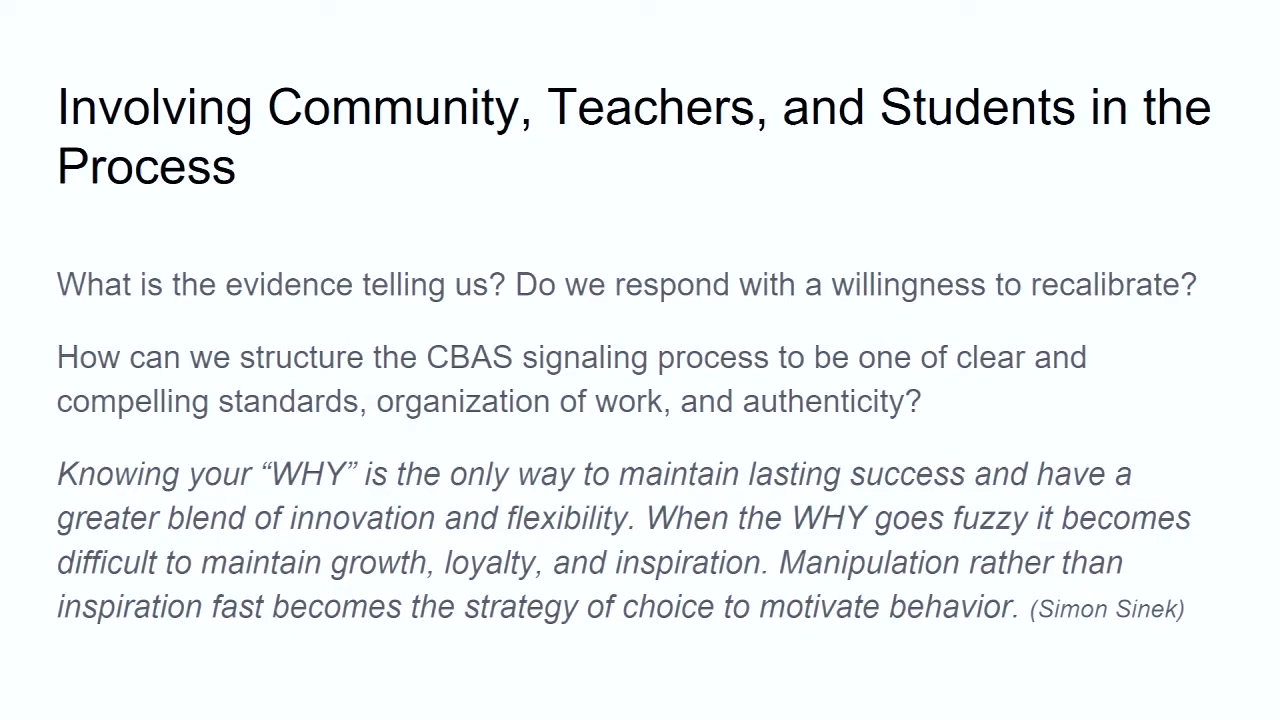 Involving Community, Teachers, and Students in the
Process
What is the evidence telling us? Do we respond with a willingness to recalibrate?
How can we structure the CBAS signaling process to be one of clear and
compelling standards, organization of work, and authenticity?
Knowing your “WHY” is the only way to maintain lasting success and have a
greater blend of innovation and flexibility. When the WHY goes fuzzy it becomes
difficult to maintain growth, loyalty, and inspiration. Manipulation rather than
inspiration fast becomes the strategy of choice to motivate behavior. (Simon Sinek)